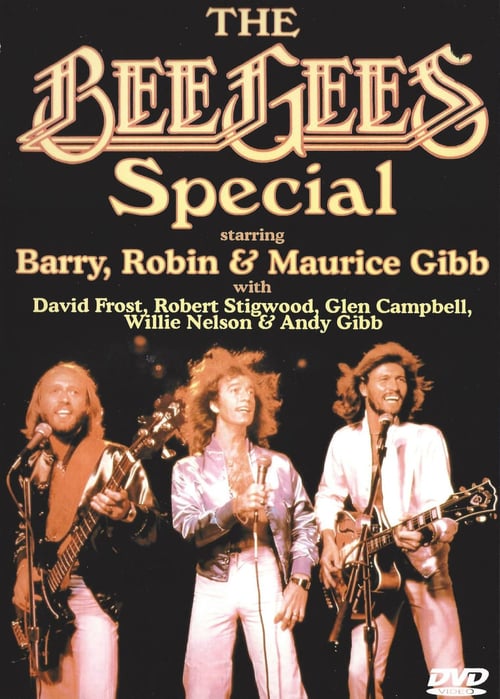 THE
BEE GEES
Special
starring
Barry, Robin & Maurice Gibb
with
David Frost, Robert Stigwood, Glen Campbell,
Willie Nelson & Andy Gibb
DVD
VIDEO